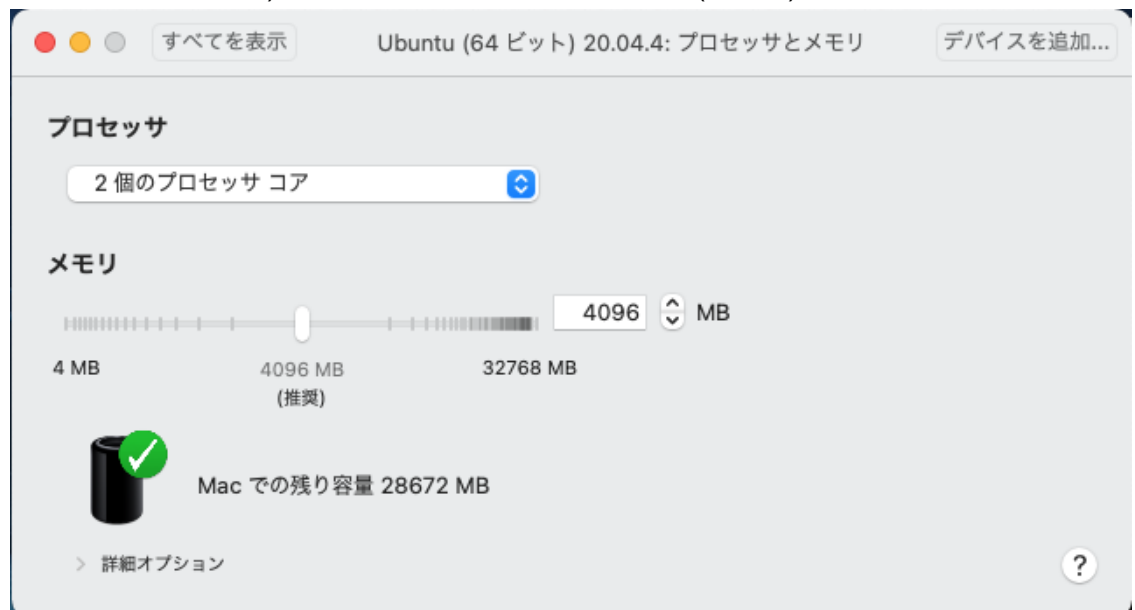 すべてを表示 Ubuntu (64 ビット) 20.04.4: プロセッサとメモリ デバイスを追加...
プロセッサ
2 個のプロセッサ コア
メモリ
4096 MB
4 MB 4096 MB 32768 MB
(推奨)
Mac での残り容量 28672 MB
詳細オプション ?